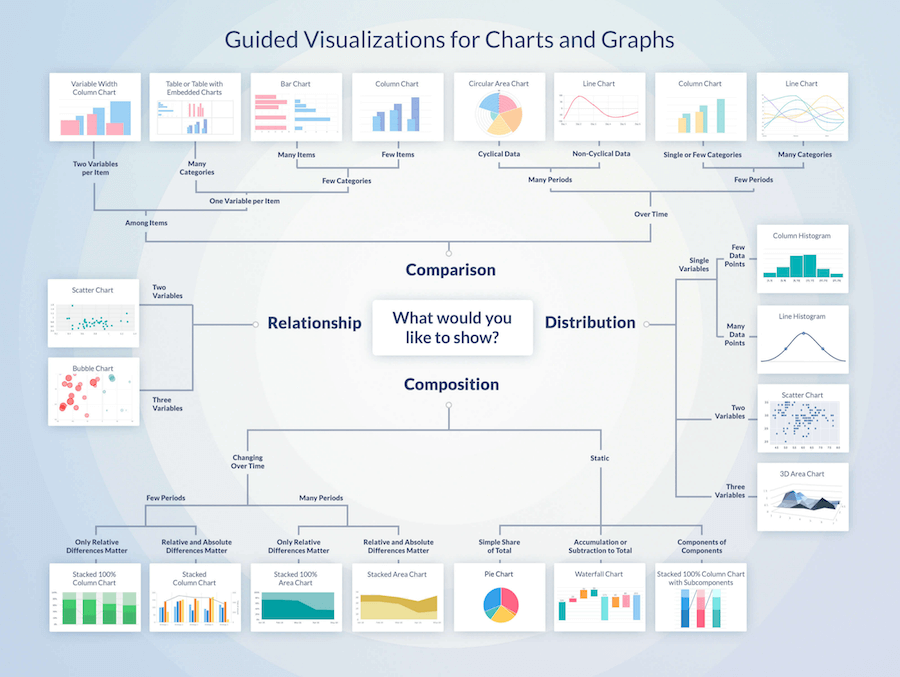 Guided Visualizations for Charts and Graphs
Variable Width
Column Chart
Table or Table with
Embedded Charts
Bar Chart
Column Chart
Circular Area Chart
Line Chart
Column Chart
Line Chart
Two Variables
per Item
Many
Categories
Many Items
Few Items
Cyclical Data
Non-Cyclical Data
Single or Few Categories
Many Categories
Few Categories
Many Periods
Few Periods
One Variable per Item
Over Time
Among Items
Comparison
Single
Variables
Few
Data
Points
Column Histogram
Many
Data
Points
Line Histogram
Scatter Chart
Two
Variables
Relationship
What would you
like to show?
Distribution
Bubble Chart
Three
Variables
Composition
Two
Variables
Scatter Chart
Three
Variables
3D Area Chart
Changing
Over Time
Static
Few Periods
Many Periods
Only Relative
Differences Matter
Relative and Absolute
Differences Matter
Only Relative
Differences Matter
Relative and Absolute
Differences Matter
Simple Share
of Total
Accumulation or
Subtraction to Total
Components of
Components
Stacked 100%
Column Chart
Stacked
Column Chart
Stacked 100%
Area Chart
Stacked Area Chart
Pie Chart
Waterfall Chart
Stacked 100% Column Chart
with Subcomponents